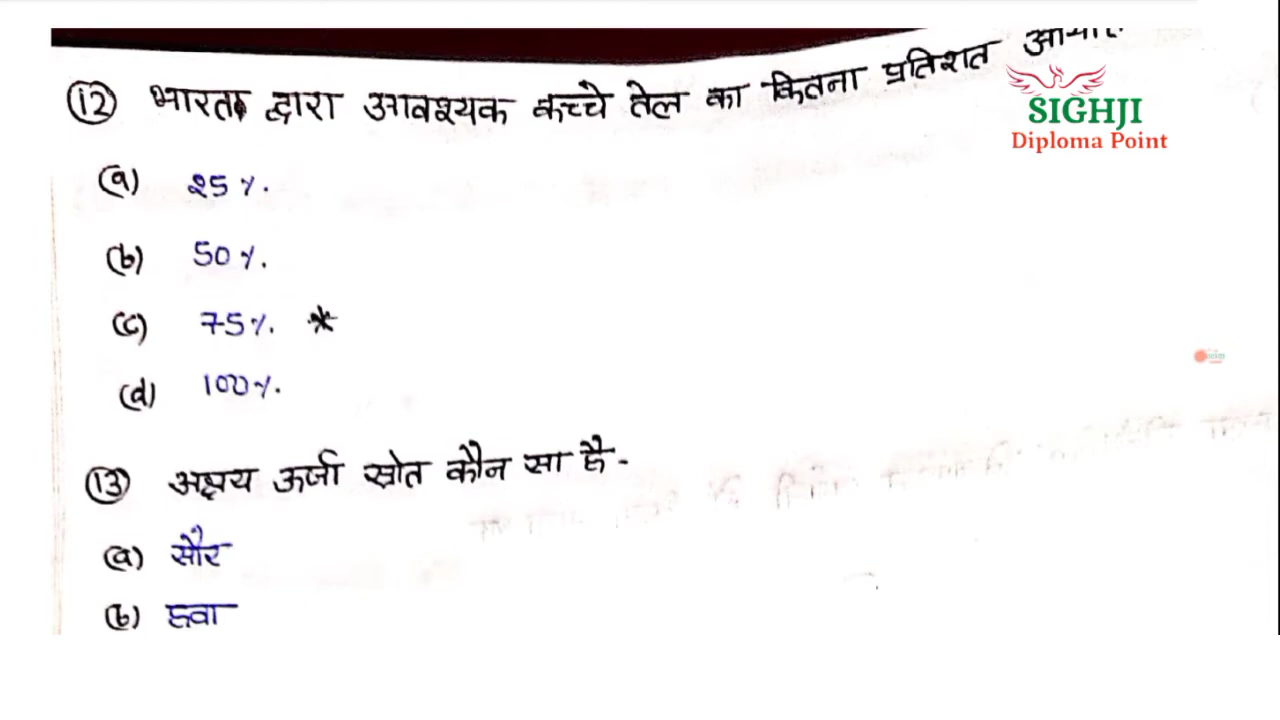 (12) भारत द्वारा आवश्यक कच्चे तेल का कितना प्रतिशत
SIGHJI
Diploma Point
(a) 25%.
(b) 50%.
(c) 75%. *
(d) 100%.
(13) अक्षय ऊर्जा स्रोत कौन सा है -
(a) सौर
(b) हवा